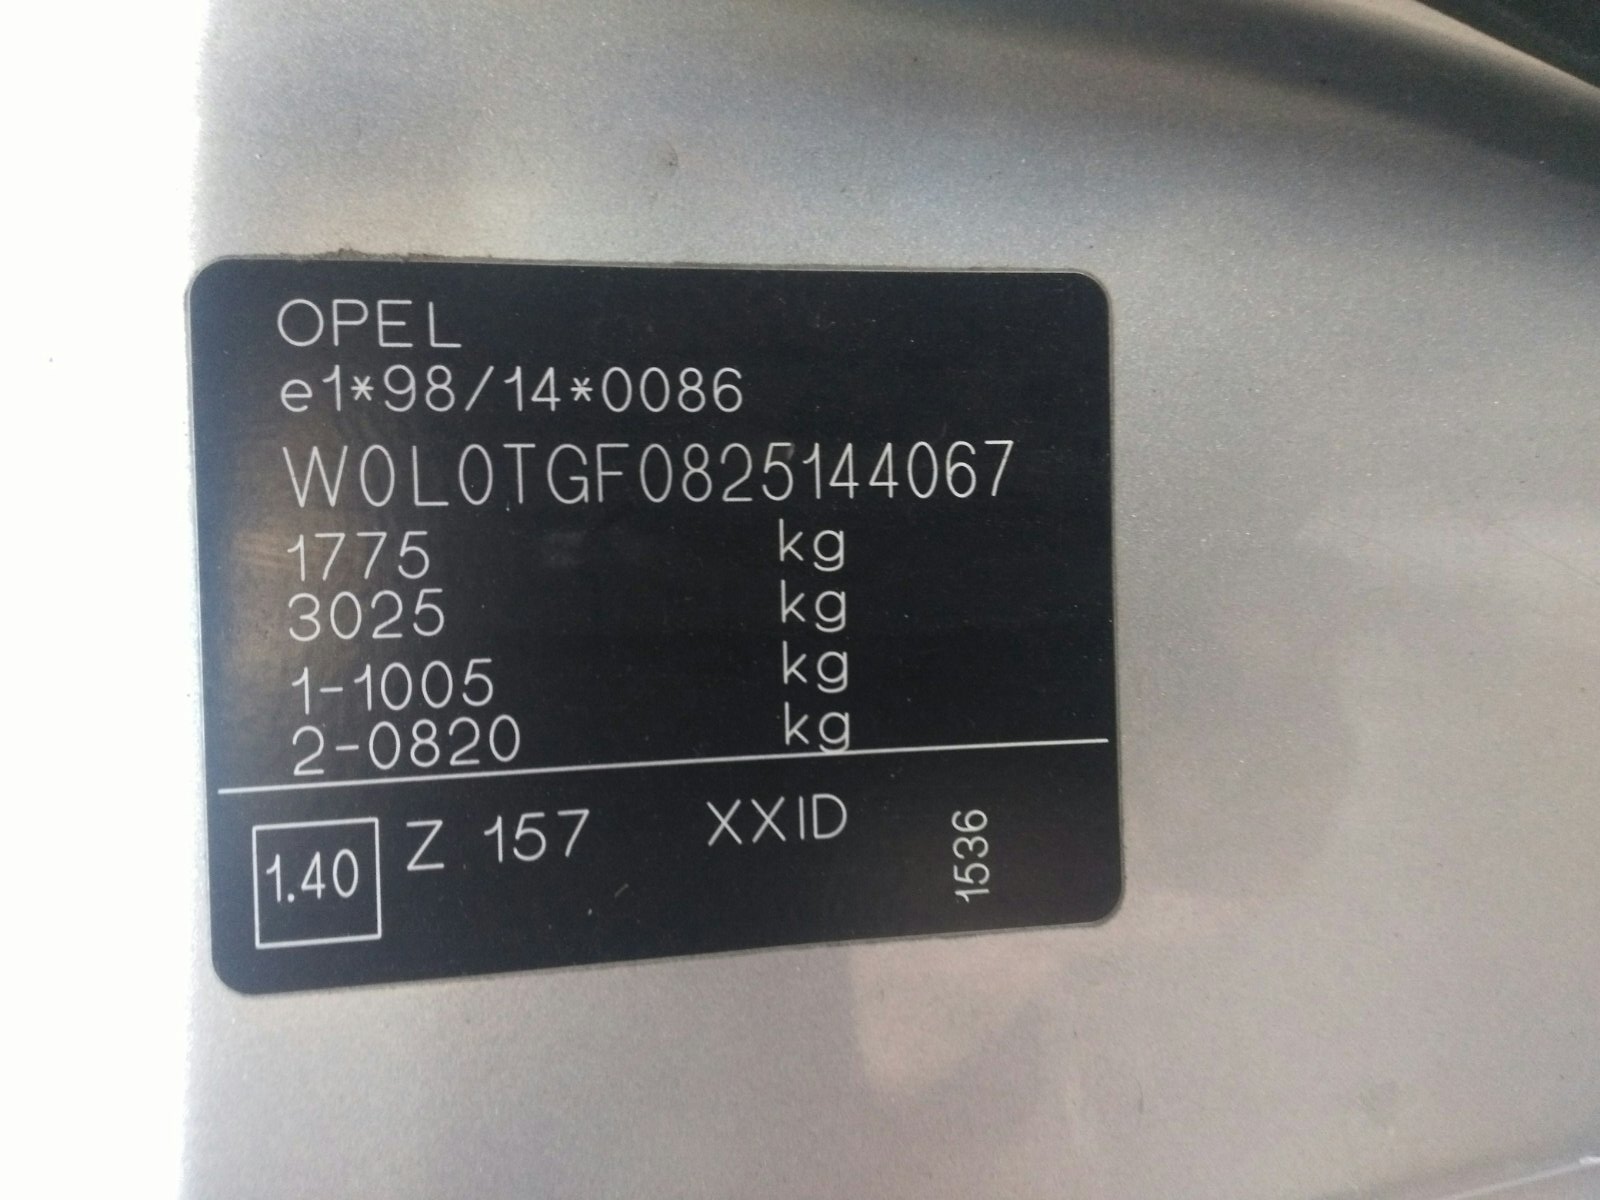 OPEL
e1*98/14*0086
W0L0TGF0825144067
1775 kg
3025 kg
1-1005 kg
2-0820 kg
1.40 Z 157 XXID 1536